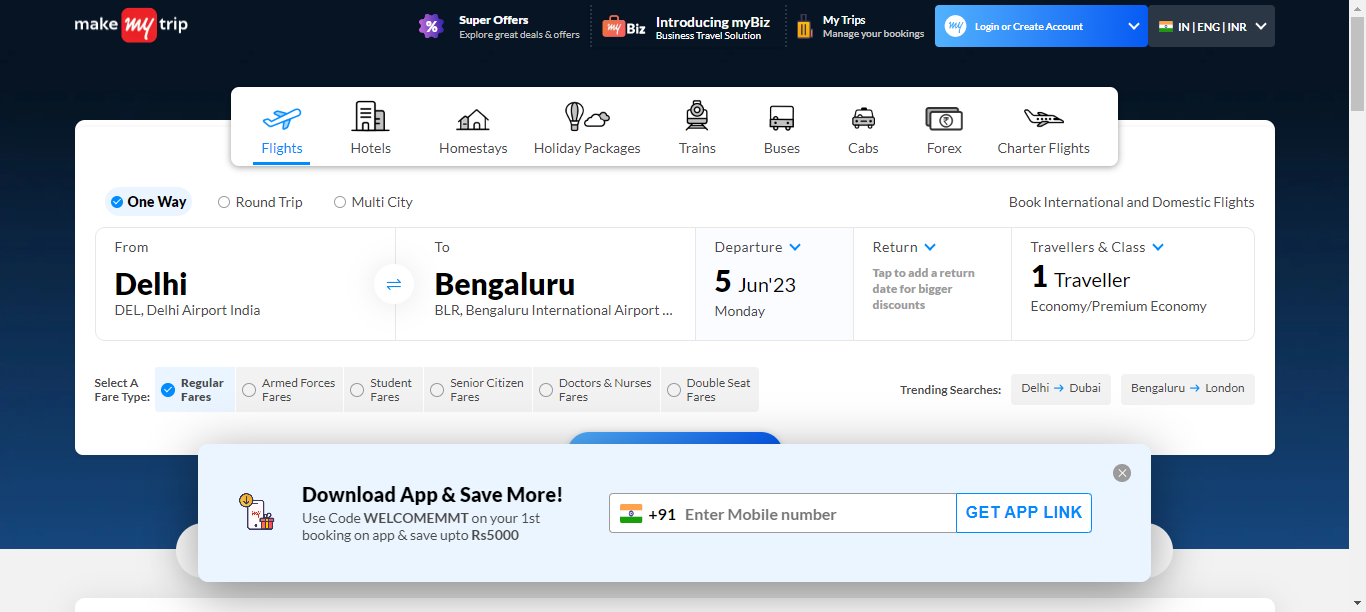 make my trip
%
Super Offers
Explore great deals & offers
my Biz
Introducing myBiz
Business Travel Solution
My Trips
Manage your bookings
my
Login or Create Account
IN | ENG | INR
Flights
Hotels
Homestays
Holiday Packages
Trains
Buses
Cabs
₹
Forex
Charter Flights
One Way
Round Trip
Multi City
Book International and Domestic Flights
From
Delhi
DEL, Delhi Airport India
To
Bengaluru
BLR, Bengaluru International Airport ...
Departure
5 Jun'23
Monday
Return
Tap to add a return
date for bigger
discounts
Travellers & Class
1 Traveller
Economy/Premium Economy
Select A
Fare Type:
Regular
Fares
Armed Forces
Fares
Student
Fares
Senior Citizen
Fares
Doctors & Nurses
Fares
Double Seat
Fares
Trending Searches:
Delhi → Dubai
Bengaluru → London
my
Download App & Save More!
Use Code WELCOMEMMT on your 1st
booking on app & save upto Rs5000
+91 Enter Mobile number
GET APP LINK